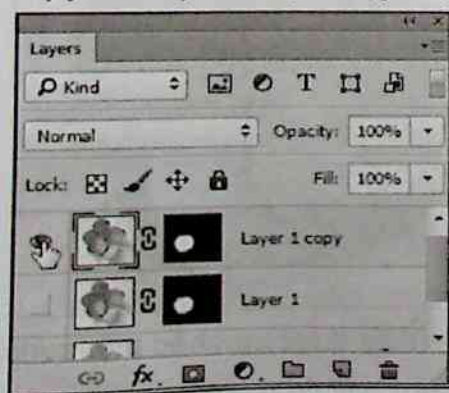 Layers
Kind
T
Normal Opacity: 100%
Lock: Fill: 100%
Layer 1 copy
Layer 1
fx.